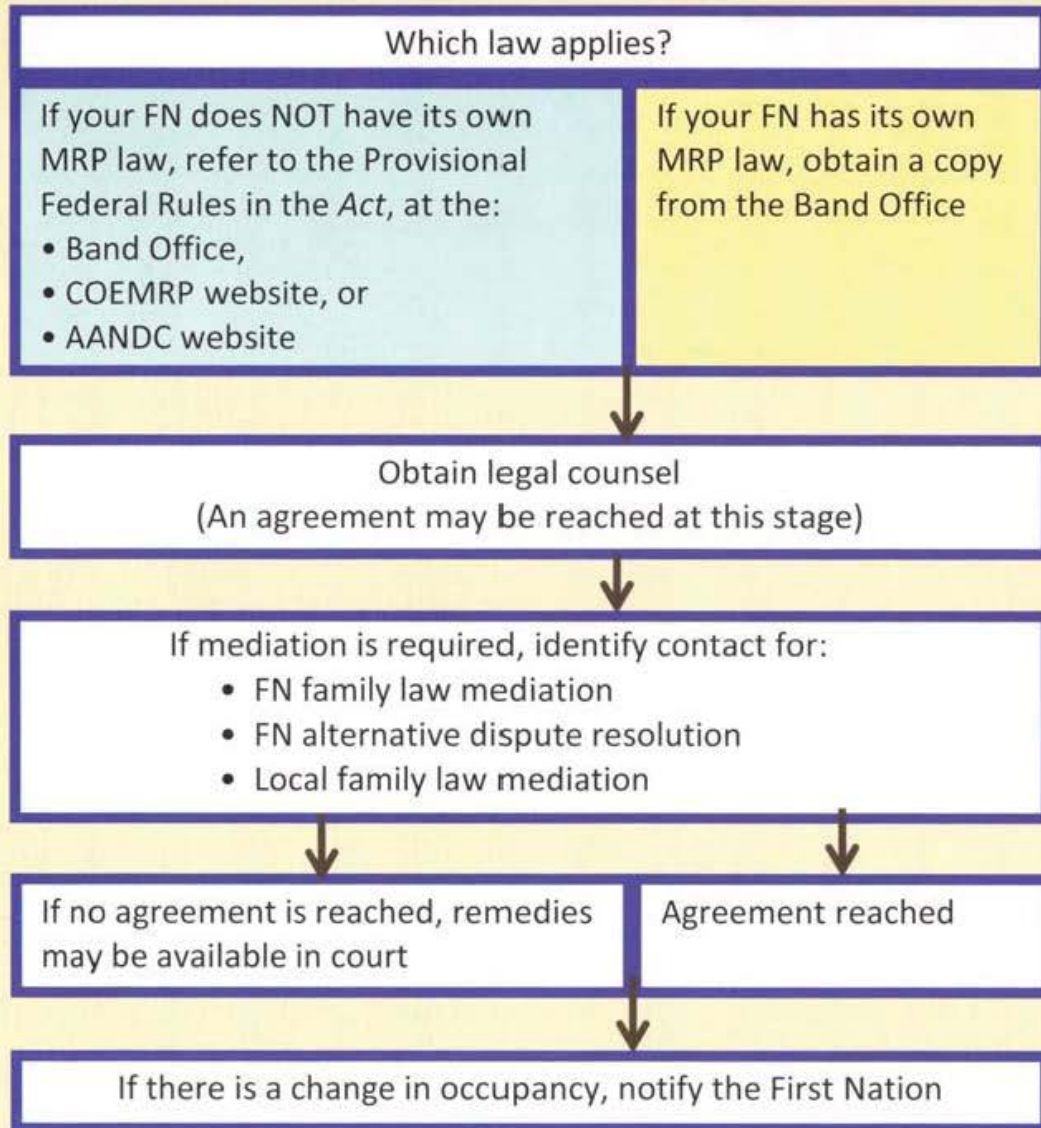 Which law applies?
If your FN does NOT have its own
MRP law, refer to the Provisional
Federal Rules in the Act, at the:
• Band Office,
• COEMRP website, or
• AANDC website
If your FN has its own
MRP law, obtain a copy
from the Band Office
Obtain legal counsel
(An agreement may be reached at this stage)
If mediation is required, identify contact for:
• FN family law mediation
• FN alternative dispute resolution
• Local family law mediation
If no agreement is reached, remedies
may be available in court
Agreement reached
If there is a change in occupancy, notify the First Nation